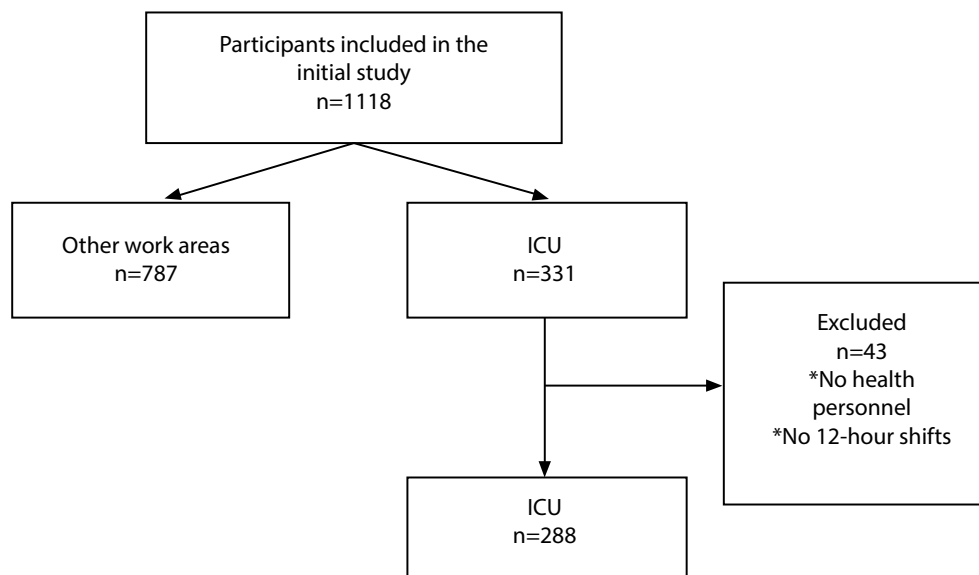 Participants included in the
initial study
n=1118
Other work areas
n=787
ICU
n=331
Excluded
n=43
*No health
personnel
*No 12-hour shifts
ICU
n=288